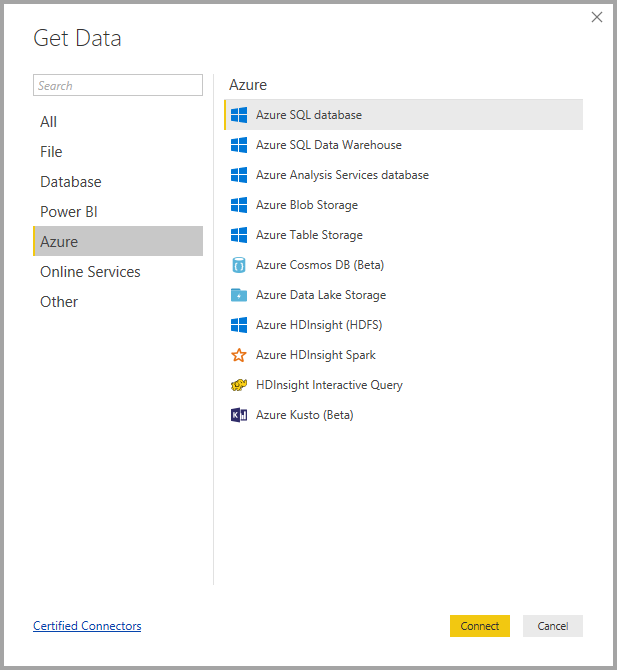 Get Data
Search
All
File
Database
Power BI
Azure
Online Services
Other
Azure
Azure SQL database
Azure SQL Data Warehouse
Azure Analysis Services database
Azure Blob Storage
Azure Table Storage
Azure Cosmos DB (Beta)
Azure Data Lake Storage
Azure HDInsight (HDFS)
Azure HDInsight Spark
HDInsight Interactive Query
Azure Kusto (Beta)
Certified Connectors
Connect
Cancel